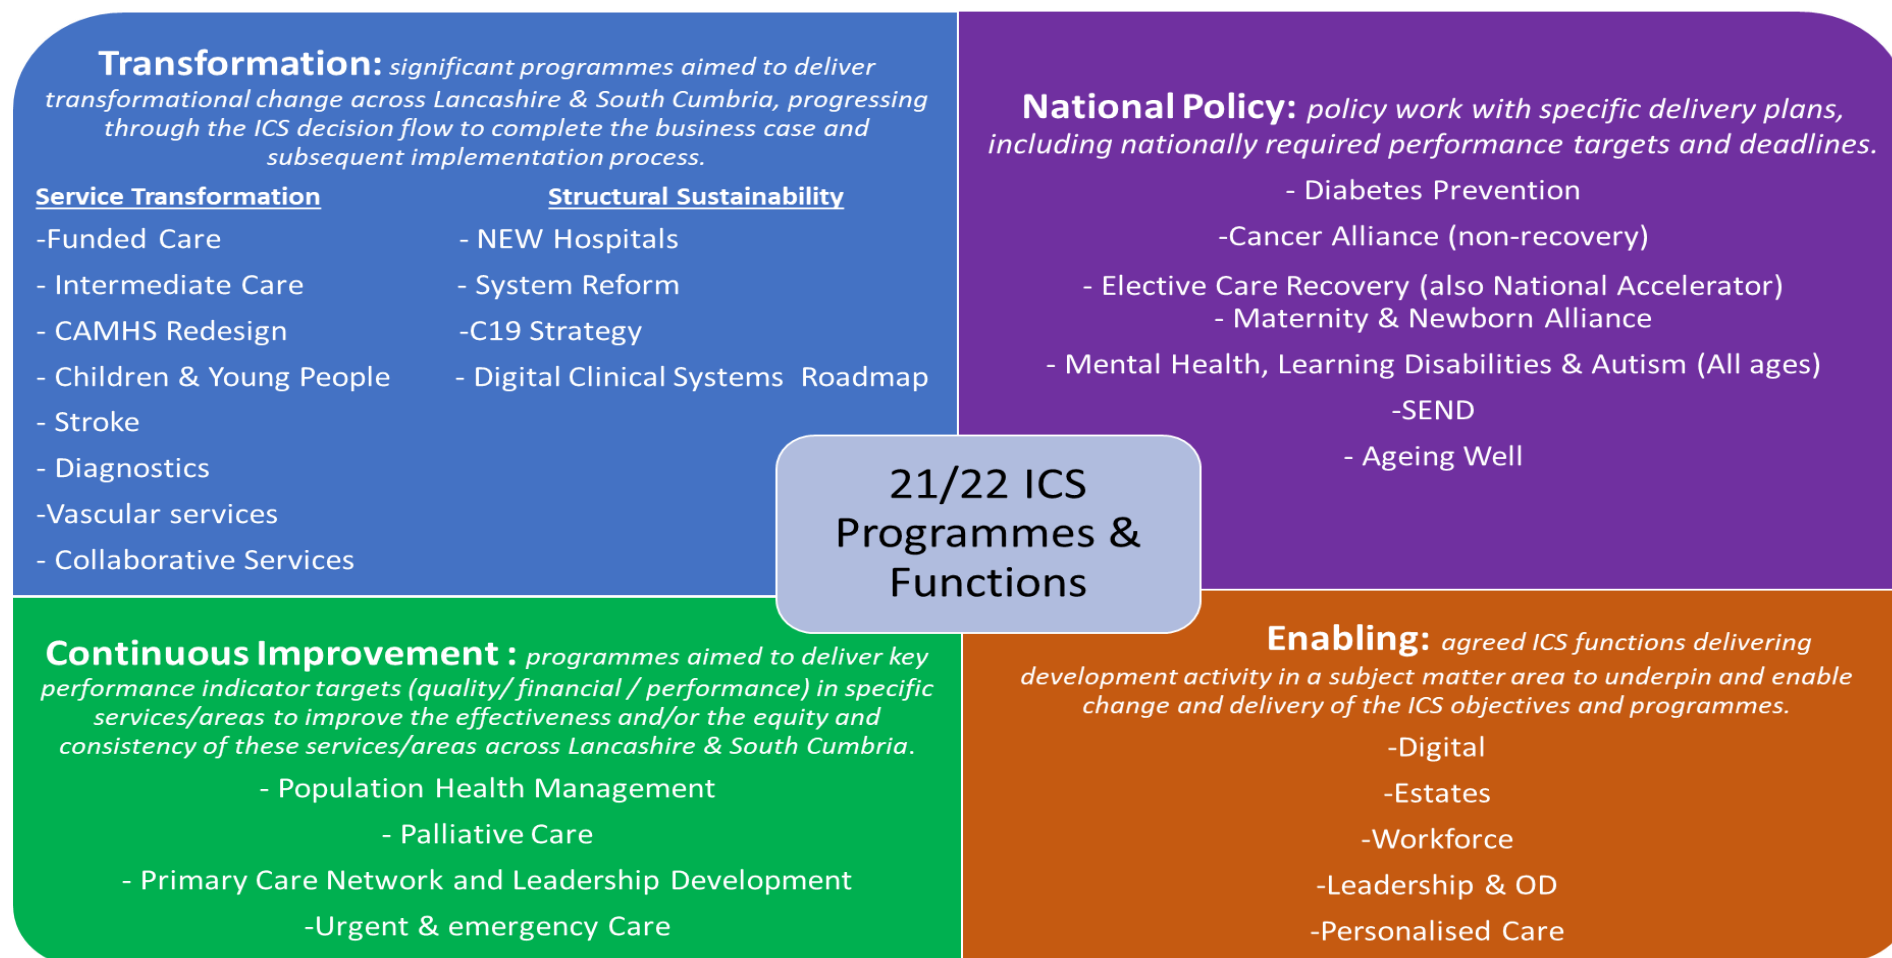 Transformation: significant programmes aimed to deliver
transformational change across Lancashire & South Cumbria, progressing
through the ICS decision flow to complete the business case and
subsequent implementation process.
Service Transformation
-Funded Care
- Intermediate Care
- CAMHS Redesign
- Children & Young People
- Stroke
- Diagnostics
-Vascular services
- Collaborative Services
Structural Sustainability
- NEW Hospitals
- System Reform
-C19 Strategy
- Digital Clinical Systems Roadmap
National Policy: policy work with specific delivery plans,
including nationally required performance targets and deadlines.
- Diabetes Prevention
-Cancer Alliance (non-recovery)
- Elective Care Recovery (also National Accelerator)
- Maternity & Newborn Alliance
- Mental Health, Learning Disabilities & Autism (All ages)
-SEND
- Ageing Well
21/22 ICS
Programmes &
Functions
Continuous Improvement : programmes aimed to deliver key
performance indicator targets (quality/ financial / performance) in specific
services/areas to improve the effectiveness and/or the equity and
consistency of these services/areas across Lancashire & South Cumbria.
- Population Health Management
- Palliative Care
- Primary Care Network and Leadership Development
-Urgent & emergency Care
Enabling: agreed ICS functions delivering
development activity in a subject matter area to underpin and enable
change and delivery of the ICS objectives and programmes.
-Digital
-Estates
-Workforce
-Leadership & OD
-Personalised Care